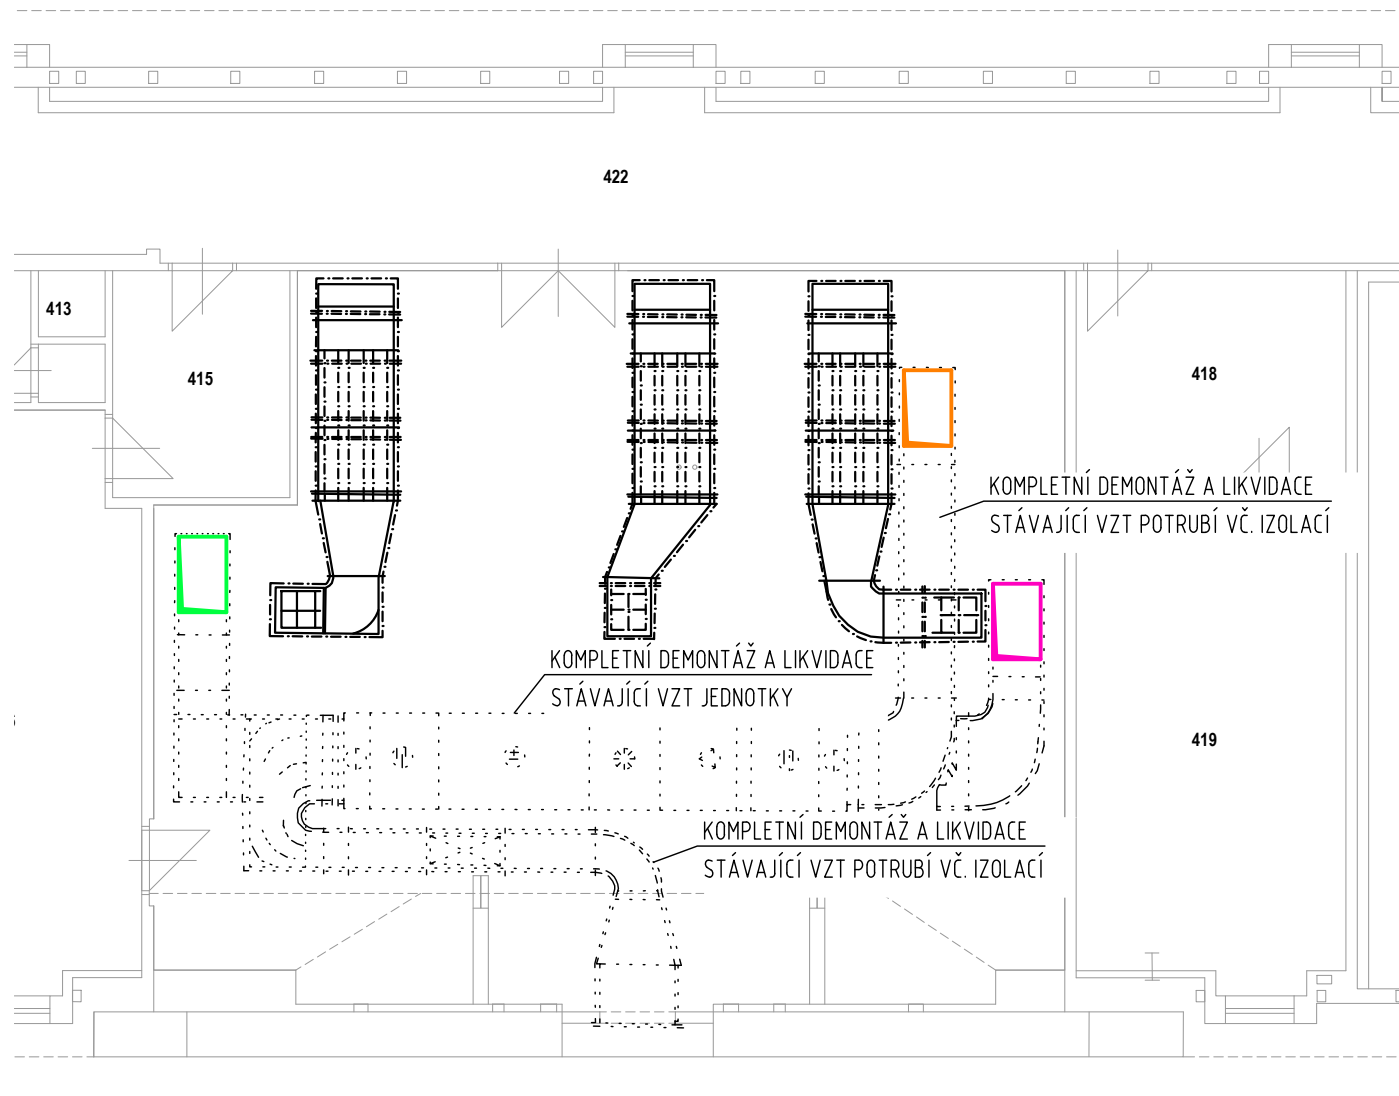 422
413
415
418
KOMPLETNÍ DEMONTÁŽ A LIKVIDACE
STÁVAJÍCÍ VZT POTRUBÍ VČ. IZOLACÍ
KOMPLETNÍ DEMONTÁŽ A LIKVIDACE
STÁVAJÍCÍ VZT JEDNOTKY
419
KOMPLETNÍ DEMONTÁŽ A LIKVIDACE
STÁVAJÍCÍ VZT POTRUBÍ VČ. IZOLACÍ